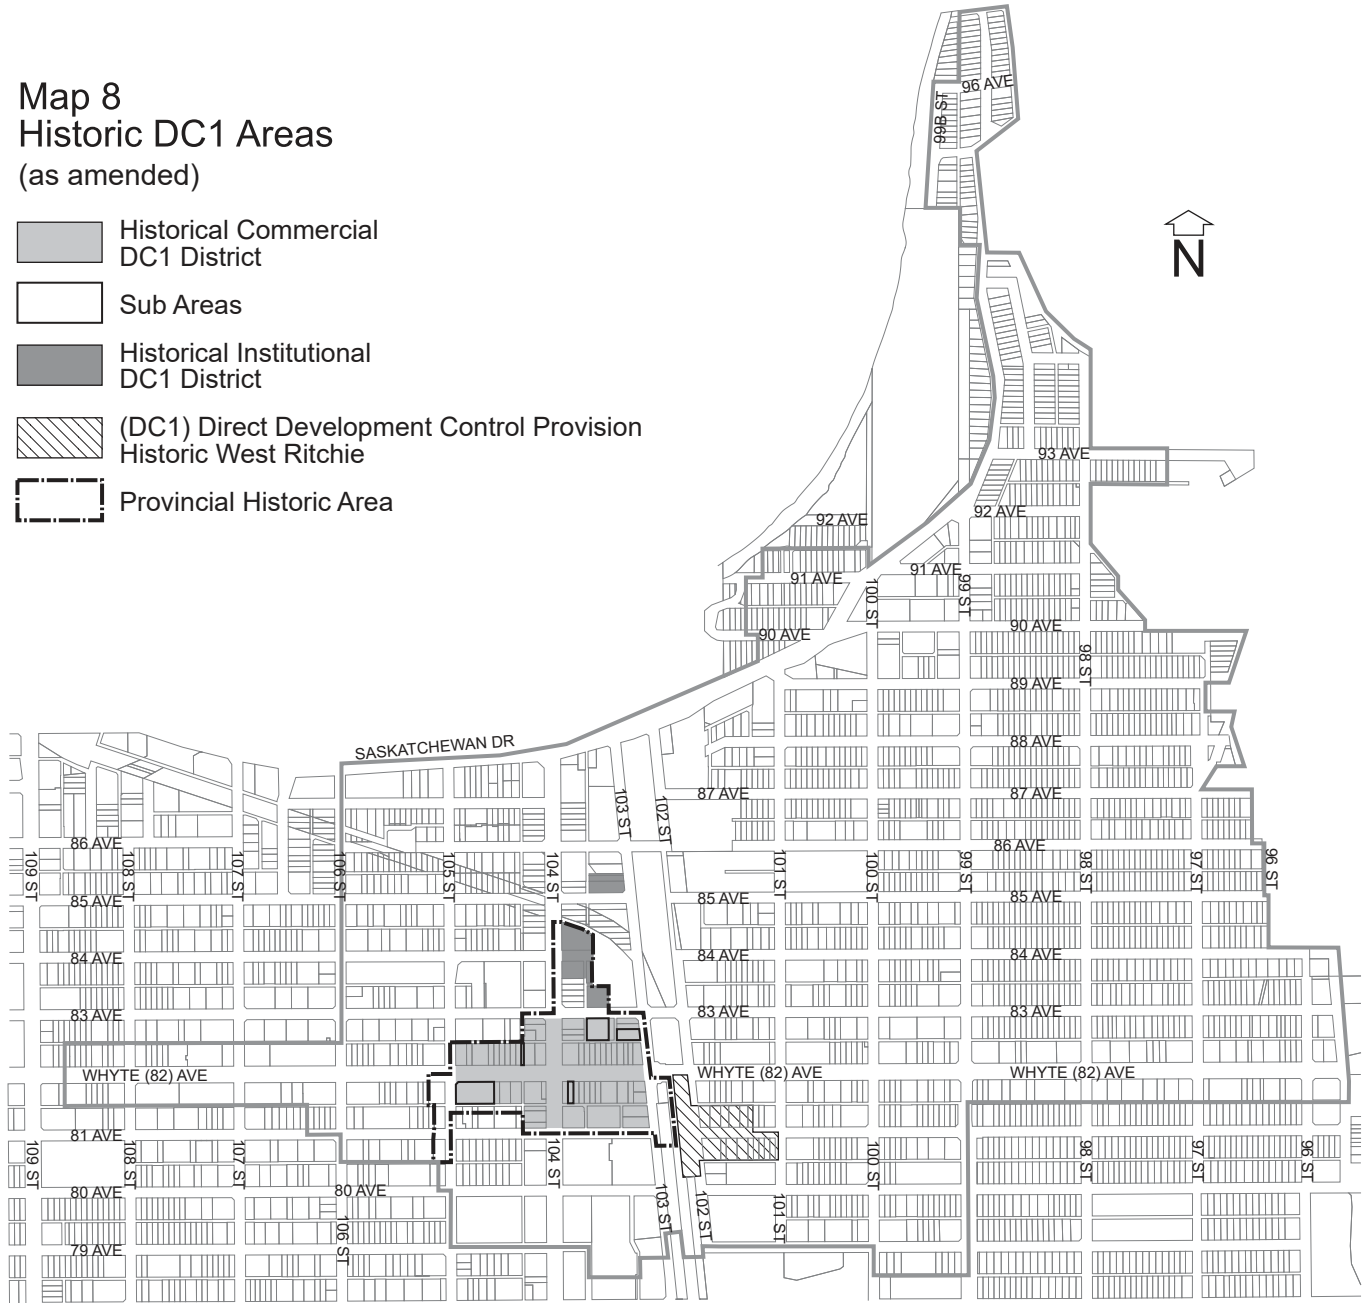 Map 8
Historic DC1 Areas
(as amended)
Historical Commercial
DC1 District
Sub Areas
Historical Institutional
DC1 District
(DC1) Direct Development Control Provision
Historic West Ritchie
Provincial Historic Area
N
96 AVE
99B ST
93 AVE
92 AVE
92 AVE
91 AVE
91 AVE
100 ST
99 ST
90 AVE
90 AVE
98 ST
89 AVE
SASKATCHEWAN DR
88 AVE
87 AVE
87 AVE
103 ST
102 ST
86 AVE
86 AVE
109 ST
108 ST
107 ST
106 ST
105 ST
104 ST
101 ST
100 ST
99 ST
98 ST
97 ST
96 ST
85 AVE
85 AVE
85 AVE
84 AVE
84 AVE
84 AVE
83 AVE
83 AVE
83 AVE
WHYTE (82) AVE
WHYTE (82) AVE
WHYTE (82) AVE
81 AVE
109 ST
108 ST
107 ST
104 ST
100 ST
98 ST
97 ST
96 ST
80 AVE
80 AVE
103 ST
102 ST
101 ST
106 ST
79 AVE